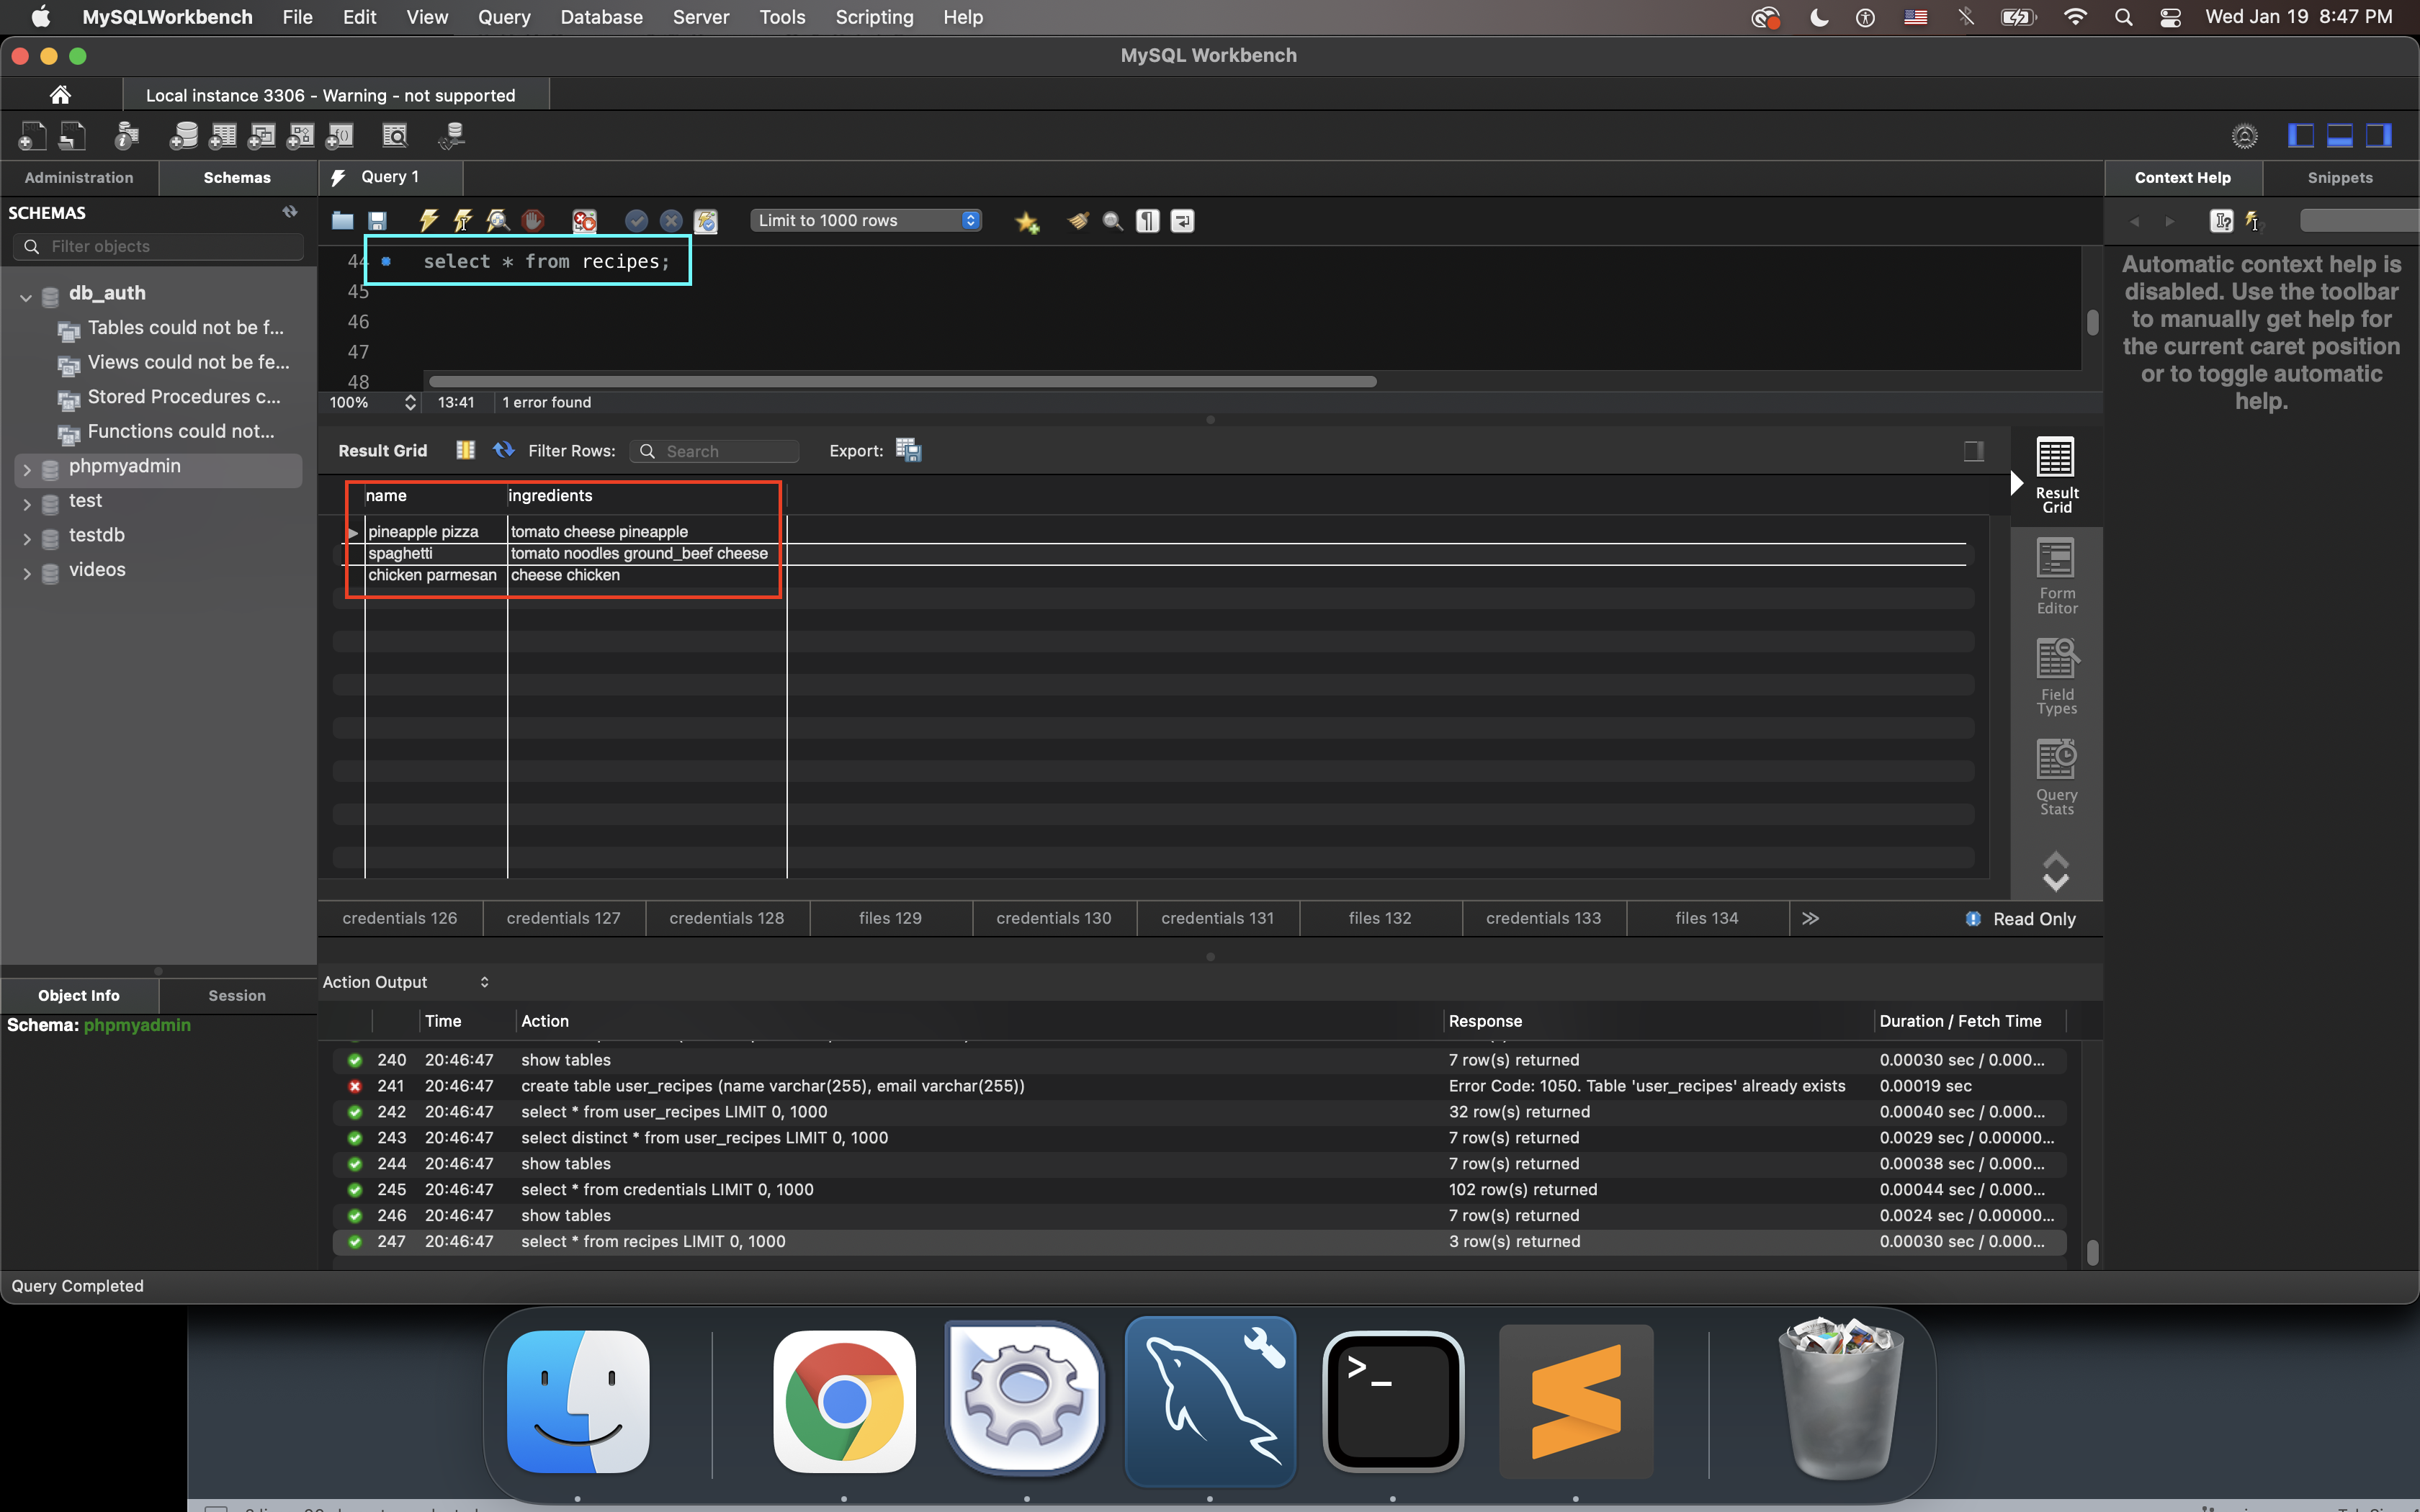 MySQLWorkbench File Edit View Query Database Server Tools Scripting Help Wed Jan 19 8:47 PM
MySQL Workbench
Local instance 3306 - Warning - not supported
Administration Schemas Query 1 Context Help Snippets
SCHEMAS
Limit to 1000 rows
Filter objects
44 select * from recipes;
45
46
47
48
Automatic context help is
disabled. Use the toolbar
to manually get help for
the current caret position
or to toggle automatic
help.
db_auth
Tables could not be f...
Views could not be fe...
Stored Procedures c...
Functions could not...
phpmyadmin
test
testdb
videos
100% 13:41 1 error found
Result Grid Filter Rows: Search Export:
name ingredients
pineapple pizza tomato cheese pineapple
spaghetti tomato noodles ground_beef cheese
chicken parmesan cheese chicken
Result
Grid
Form
Editor
Field
Types
Query
Stats
credentials 126 credentials 127 credentials 128 files 129 credentials 130 credentials 131 files 132 credentials 133 files 134 Read Only
Object Info Session
Schema: phpmyadmin
Action Output
Time Action Response Duration / Fetch Time
240 20:46:47 show tables 7 row(s) returned 0.00030 sec / 0.000...
241 20:46:47 create table user_recipes (name varchar(255), email varchar(255)) Error Code: 1050. Table 'user_recipes' already exists 0.00019 sec
242 20:46:47 select * from user_recipes LIMIT 0, 1000 32 row(s) returned 0.00040 sec / 0.000...
243 20:46:47 select distinct * from user_recipes LIMIT 0, 1000 7 row(s) returned 0.0029 sec / 0.00000...
244 20:46:47 show tables 7 row(s) returned 0.00038 sec / 0.000...
245 20:46:47 select * from credentials LIMIT 0, 1000 102 row(s) returned 0.00044 sec / 0.000...
246 20:46:47 show tables 7 row(s) returned 0.0024 sec / 0.00000...
247 20:46:47 select * from recipes LIMIT 0, 1000 3 row(s) returned 0.00030 sec / 0.000...
Query Completed